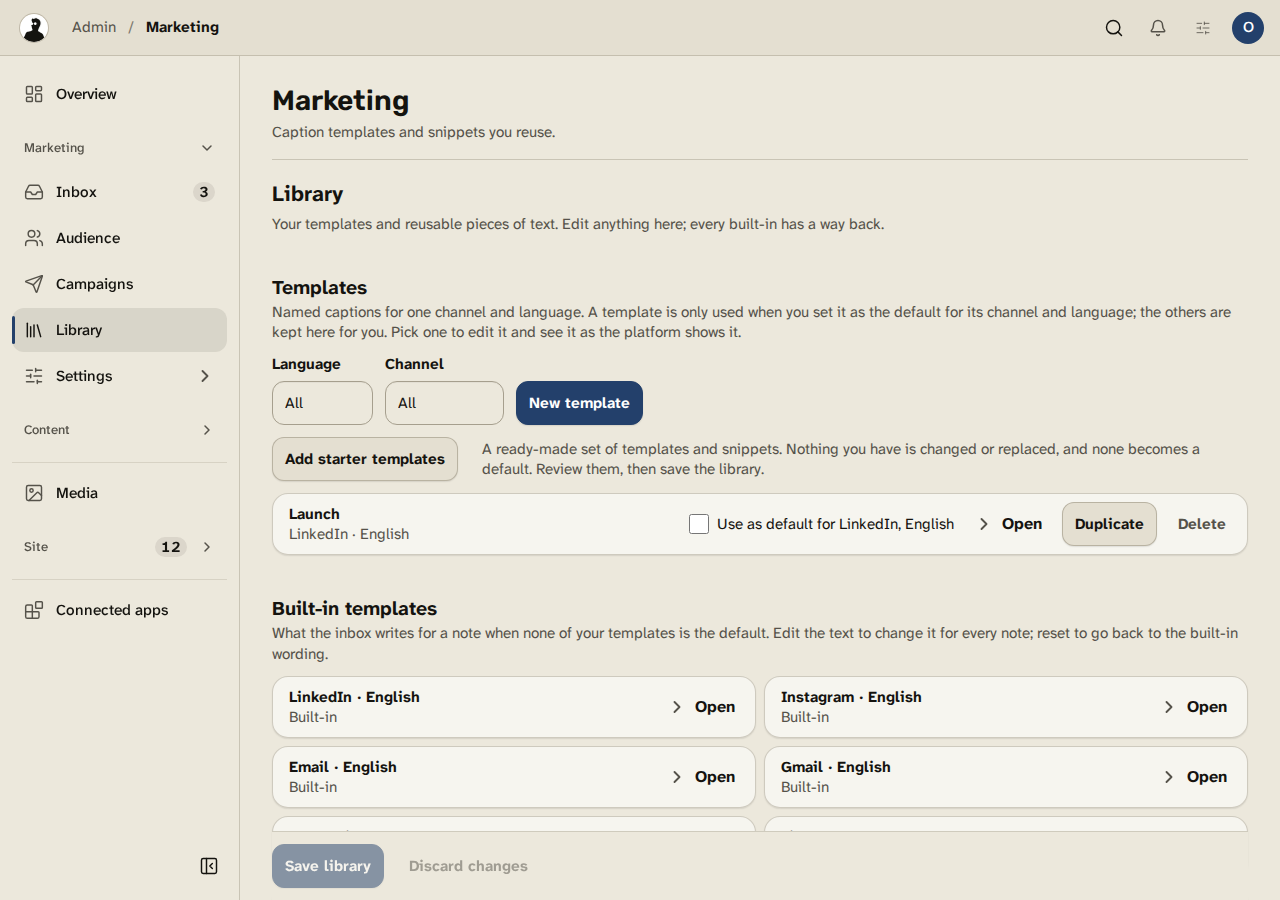 Admin / Marketing
O
Overview
Marketing
Inbox 3
Audience
Campaigns
Library
Settings
Content
Media
Site 12
Connected apps
Marketing
Caption templates and snippets you reuse.
Library
Your templates and reusable pieces of text. Edit anything here; every built-in has a way back.
Templates
Named captions for one channel and language. A template is only used when you set it as the default for its channel and language; the others are
kept here for you. Pick one to edit it and see it as the platform shows it.
Language Channel
All All New template
Add starter templates
A ready-made set of templates and snippets. Nothing you have is changed or replaced, and none becomes a
default. Review them, then save the library.
Launch
LinkedIn · English
Use as default for LinkedIn, English Open Duplicate Delete
Built-in templates
What the inbox writes for a note when none of your templates is the default. Edit the text to change it for every note; reset to go back to the built-in
wording.
LinkedIn · English
Built-in
Open
Instagram · English
Built-in
Open
Email · English
Built-in
Open
Gmail · English
Built-in
Open
Save library Discard changes